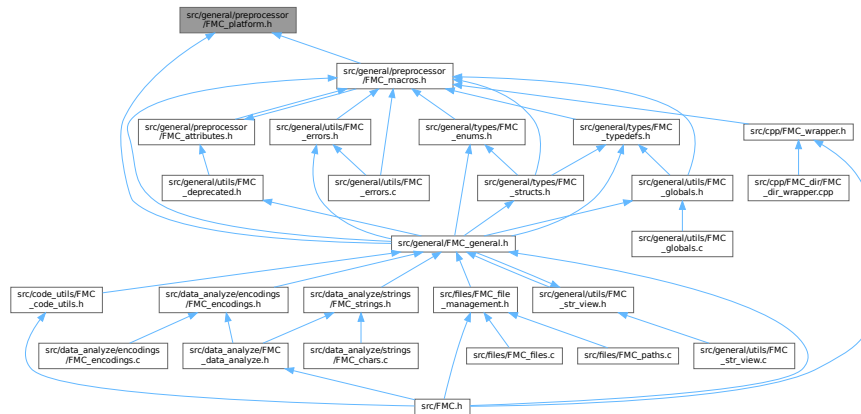 src/general/preprocessor
/FMC_platform.h
src/general/preprocessor
/FMC_macros.h
src/general/preprocessor
/FMC_attributes.h
src/general/utils/FMC
_errors.h
src/general/types/FMC
_enums.h
src/general/types/FMC
_typedefs.h
src/cpp/FMC_wrapper.h
src/general/utils/FMC
_deprecated.h
src/general/utils/FMC
_errors.c
src/general/types/FMC
_structs.h
src/general/utils/FMC
_globals.h
src/cpp/FMC_dir/FMC
_dir_wrapper.cpp
src/general/FMC_general.h
src/general/utils/FMC
_globals.c
src/code_utils/FMC
_code_utils.h
src/data_analyze/encodings
/FMC_encodings.h
src/data_analyze/strings
/FMC_strings.h
src/files/FMC_file
_management.h
src/general/utils/FMC
_str_view.h
src/data_analyze/encodings
/FMC_encodings.c
src/data_analyze/FMC
_data_analyze.h
src/data_analyze/strings
/FMC_chars.c
src/files/FMC_files.c
src/files/FMC_paths.c
src/general/utils/FMC
_str_view.c
src/FMC.h